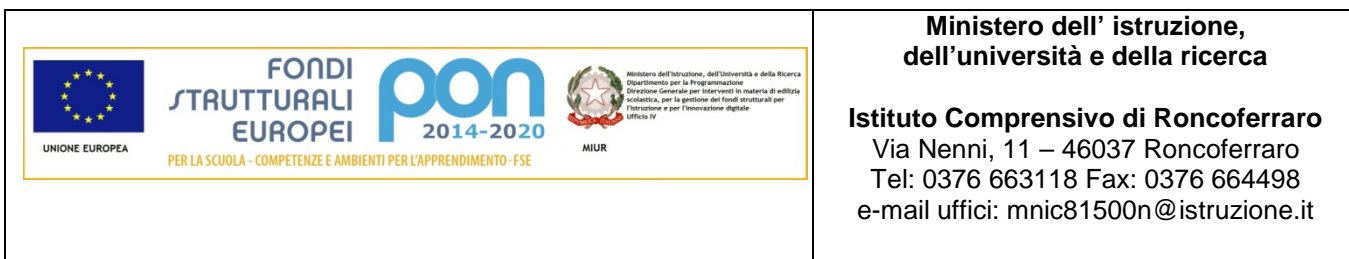 UNIONE EUROPEA
FONDI
STRUTTURALI
EUROPEI
pon
2014-2020
PER LA SCUOLA - COMPETENZE E AMBIENTI PER L'APPRENDIMENTO-FSE
MIUR
Ministero dell'Istruzione, dell'Università e della Ricerca
Dipartimento per la Programmazione
Direzione Generale per interventi in materia di edilizia
scolastica, per la gestione dei fondi strutturali per
l'istruzione e per l'innovazione digitale
Ufficio IV
Ministero dell' istruzione,
dell'università e della ricerca
Istituto Comprensivo di Roncoferraro
Via Nenni, 11 – 46037 Roncoferraro
Tel: 0376 663118 Fax: 0376 664498
e-mail uffici: mnic81500n@istruzione.it